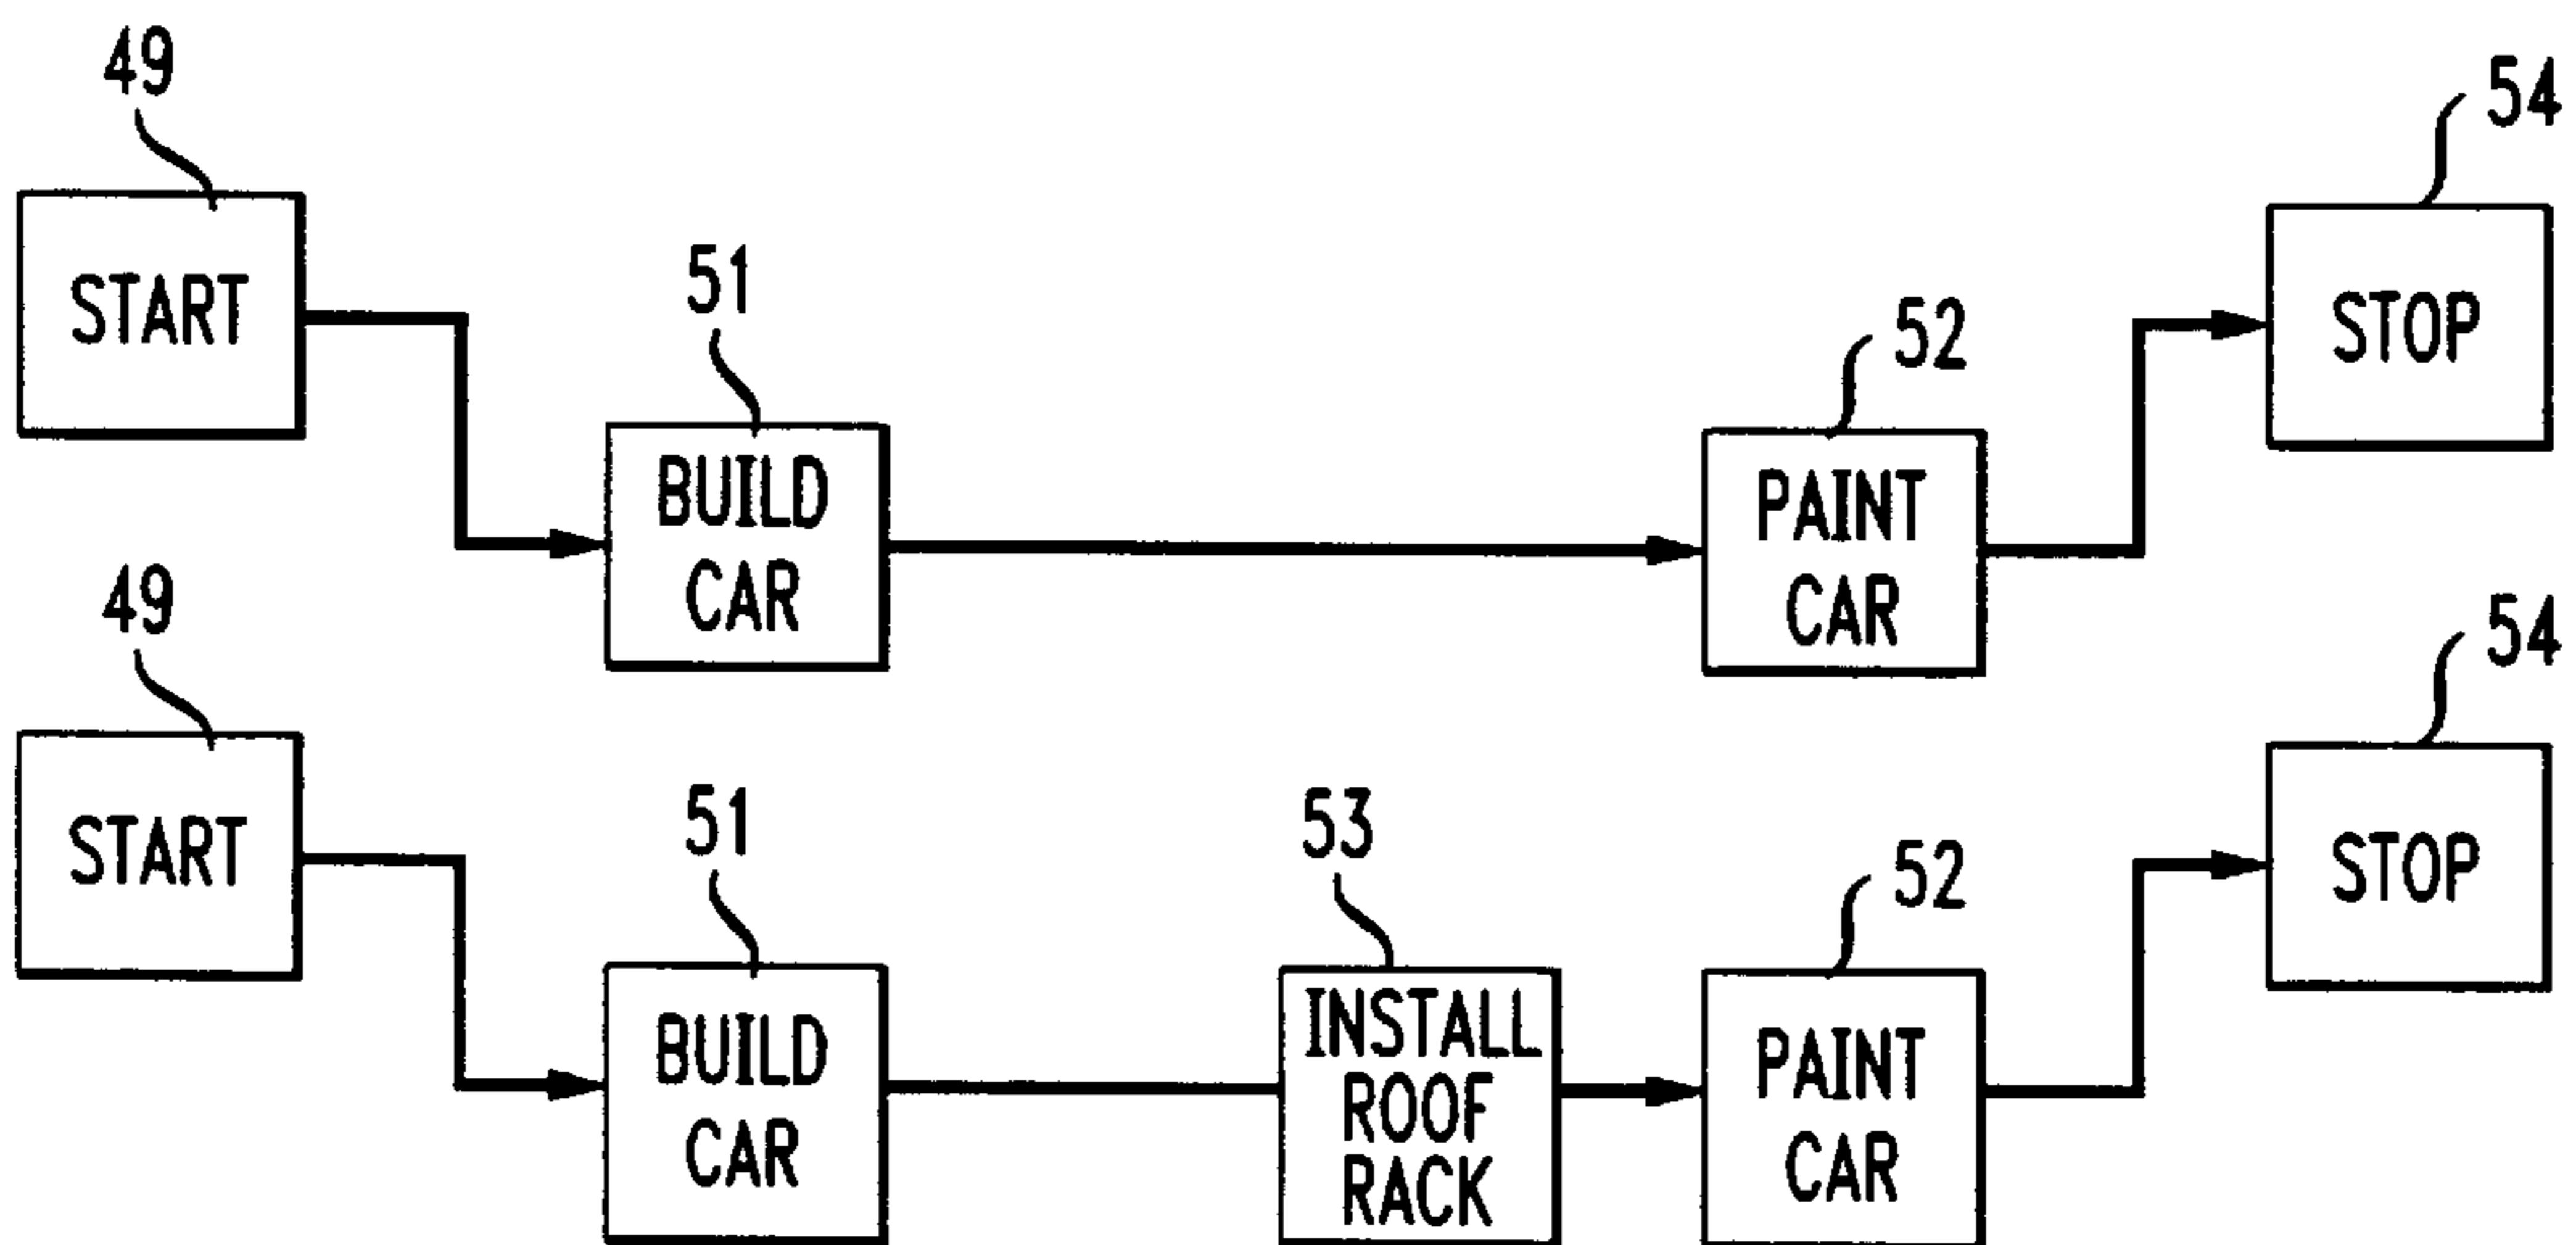 49
54
START
51
52
STOP
BUILD
CAR
PAINT
CAR
49
54
START
51
53
52
STOP
BUILD
CAR
INSTALL
ROOF
RACK
PAINT
CAR